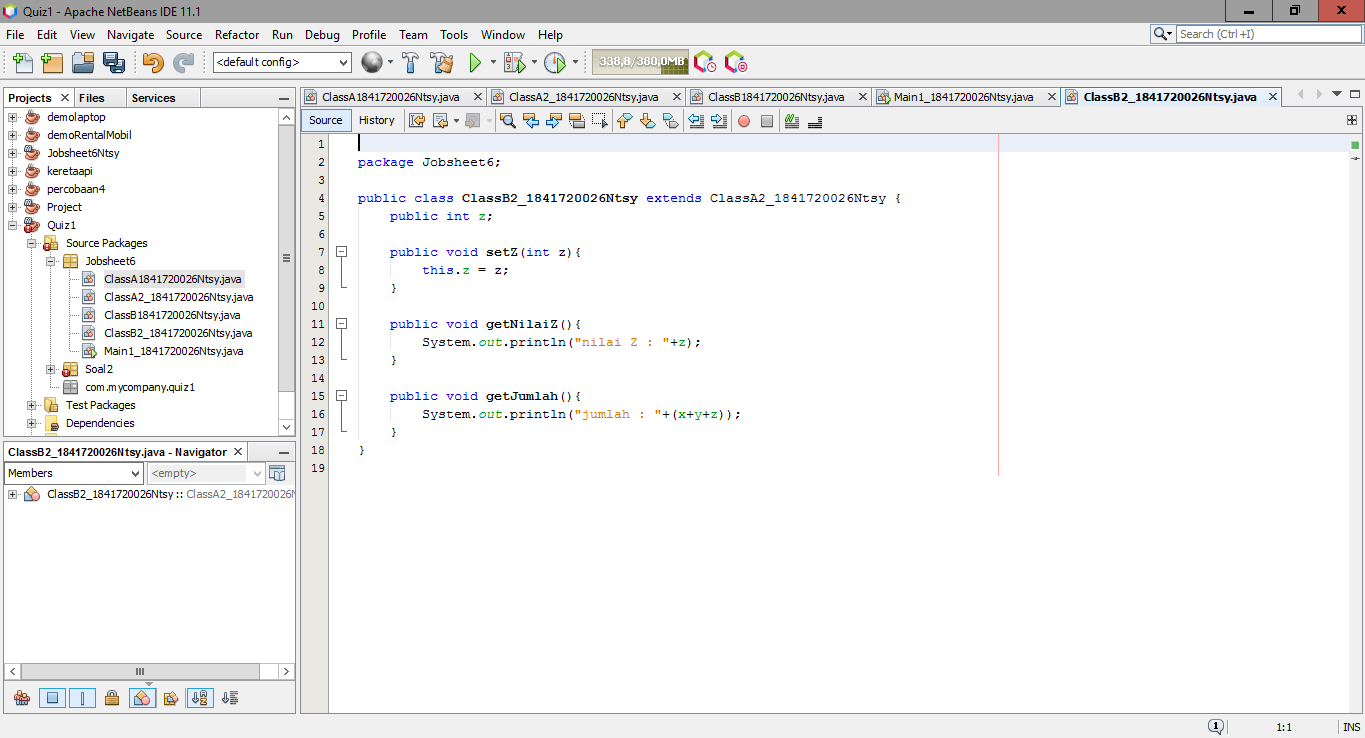 Quiz1 - Apache NetBeans IDE 11.1
File Edit View Navigate Source Refactor Run Debug Profile Team Tools Window Help
Search (Ctrl+I)
<default config>
338,8/380,0MB
Projects Files Services
demolaptop
demoRentalMobil
Jobsheet6Ntsy
keretaapi
percobaan4
Project
Quiz1
Source Packages
Jobsheet6
ClassA1841720026Ntsy.java
ClassA2_1841720026Ntsy.java
ClassB1841720026Ntsy.java
ClassB2_1841720026Ntsy.java
Main1_1841720026Ntsy.java
Soal2
com.mycompany.quiz1
Test Packages
Dependencies
ClassB2_1841720026Ntsy.java - Navigator
Members <empty>
ClassB2_1841720026Ntsy :: ClassA2_1841720026N
ClassA1841720026Ntsy.java ClassA2_1841720026Ntsy.java ClassB1841720026Ntsy.java Main1_1841720026Ntsy.java ClassB2_1841720026Ntsy.java
Source History
1
2 package Jobsheet6;
3
4 public class ClassB2_1841720026Ntsy extends ClassA2_1841720026Ntsy {
5 public int z;
6
7 public void setZ(int z){
8 this.z = z;
9 }
10
11 public void getNilaiZ(){
12 System.out.println("nilai Z : "+z);
13 }
14
15 public void getJumlah(){
16 System.out.println("jumlah : "+(x+y+z));
17 }
18 }
19
1 1:1 INS